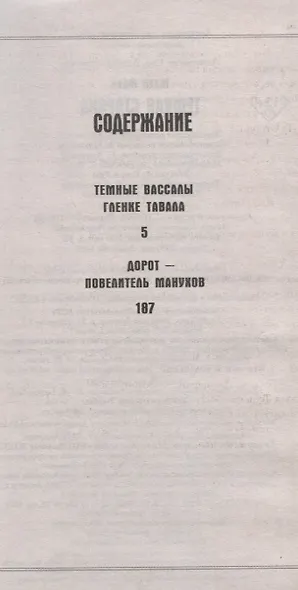 СОДЕРЖАНИЕ
ТЕМНЫЕ ВАССАЛЫ
ГЛЕНКЕ ТАВАЛА
5
ДОРОТ —
ПОВЕЛИТЕЛЬ МАНУХОВ
187